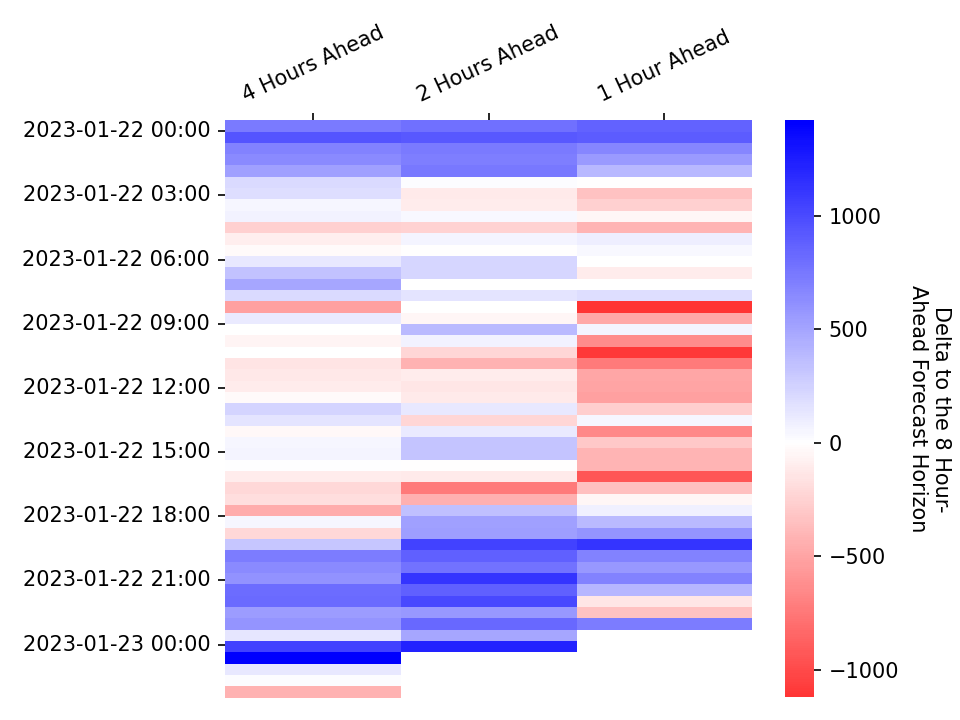 4 Hours Ahead
2 Hours Ahead
1 Hour Ahead
2023-01-22 00:00
2023-01-22 03:00
2023-01-22 06:00
2023-01-22 09:00
2023-01-22 12:00
2023-01-22 15:00
2023-01-22 18:00
2023-01-22 21:00
2023-01-23 00:00
1000
500
0
−500
−1000
Delta to the 8 Hour-
Ahead Forecast Horizon